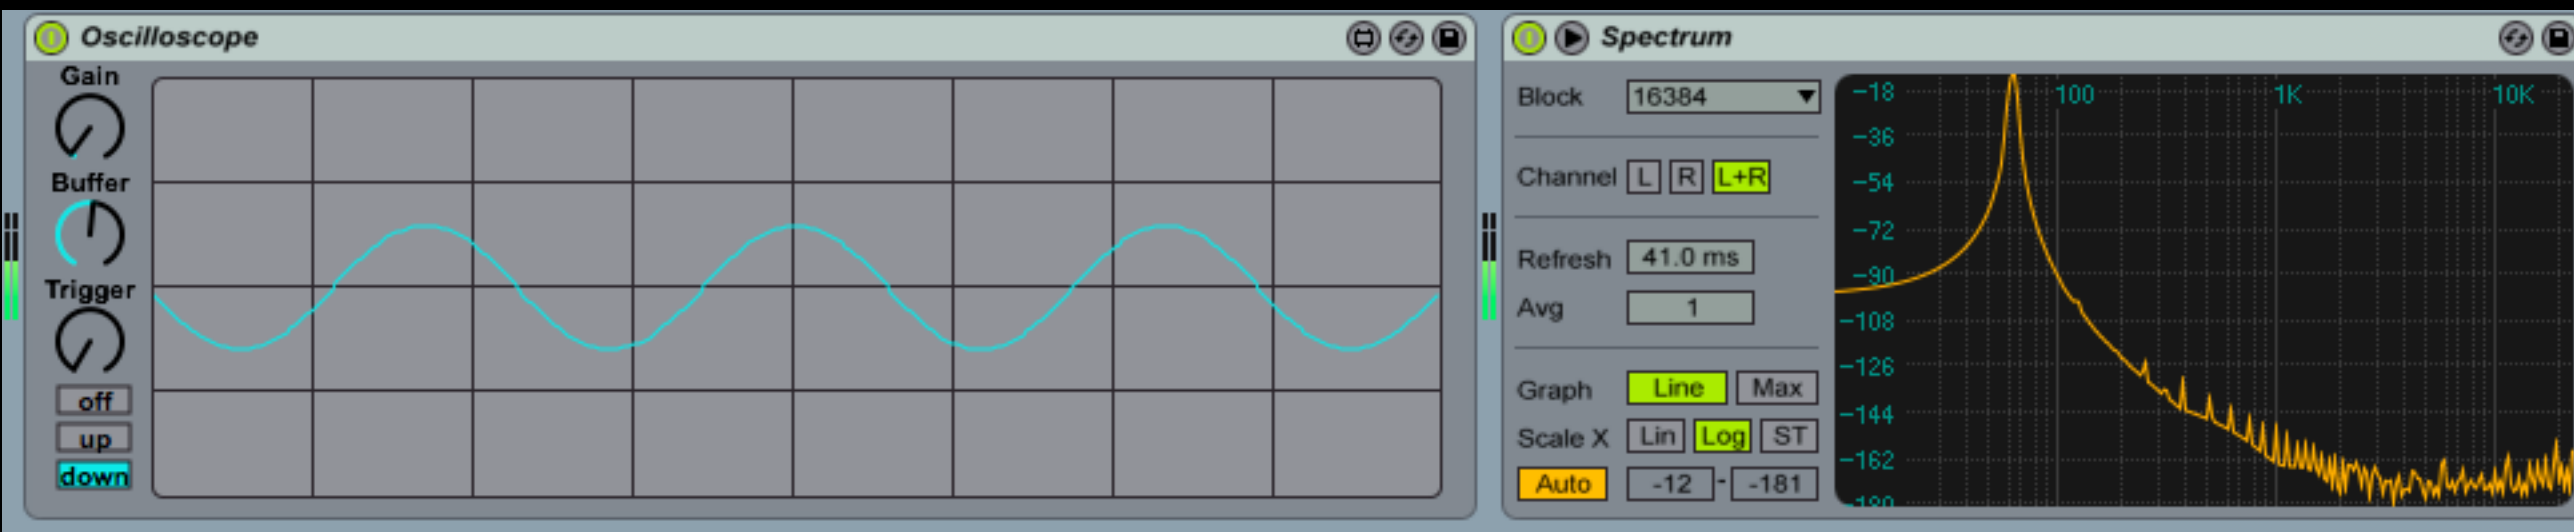 Oscilloscope
Gain
Buffer
Trigger
off
up
down
Spectrum
Block 16384
Channel L R L+R
Refresh 41.0 ms
Avg 1
Graph Line Max
Scale X Lin Log ST
Auto -12 - -181
100 1K 10K
-18
-36
-54
-72
-90
-108
-126
-144
-162
-180